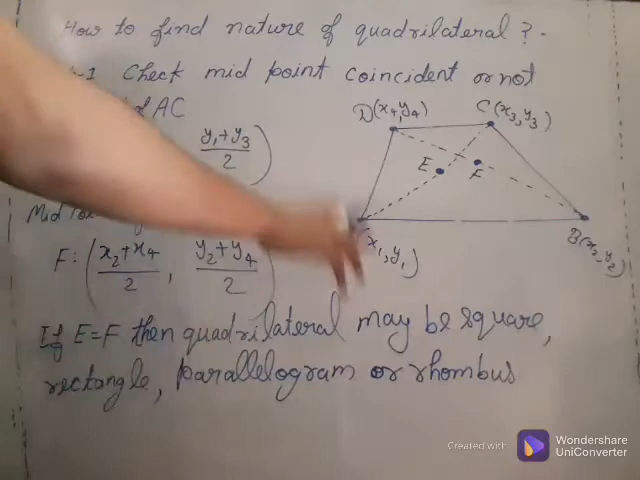 How to find nature of quadrilateral ? .
-1 Check mid point coincident or not
of AC
D(x₄,y₄) C(x₃,y₃)
y₁+y₃
2 )
E F
Mid
(x₁,y₁) B(x₂,y₂)
F: ( x₂+x₄ , y₂+y₄ )
2 2
If E=F then quadrilateral may be square,
rectangle, parallelogram or rhombus
Created with Wondershare
UniConverter